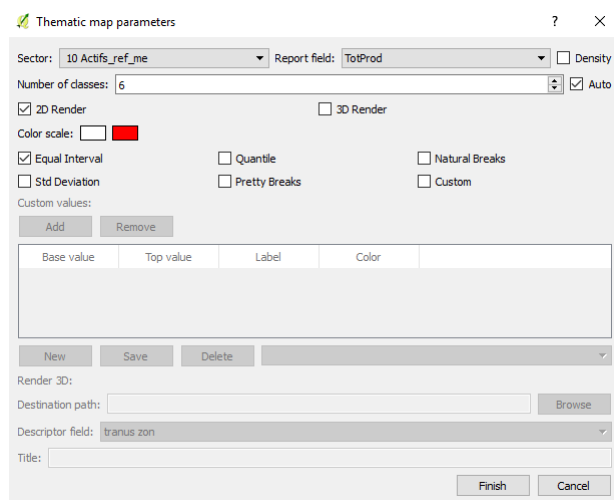 Thematic map parameters ? ×
Sector: 10 Actifs_ref_me Report field: TotProd Density
Number of classes: 6 Auto
2D Render 3D Render
Color scale:
Equal Interval Quantile Natural Breaks
Std Deviation Pretty Breaks Custom
Custom values:
Add Remove
Base value Top value Label Color
New Save Delete
Render 3D:
Destination path: Browse
Descriptor field: tranus zon
Title:
Finish Cancel